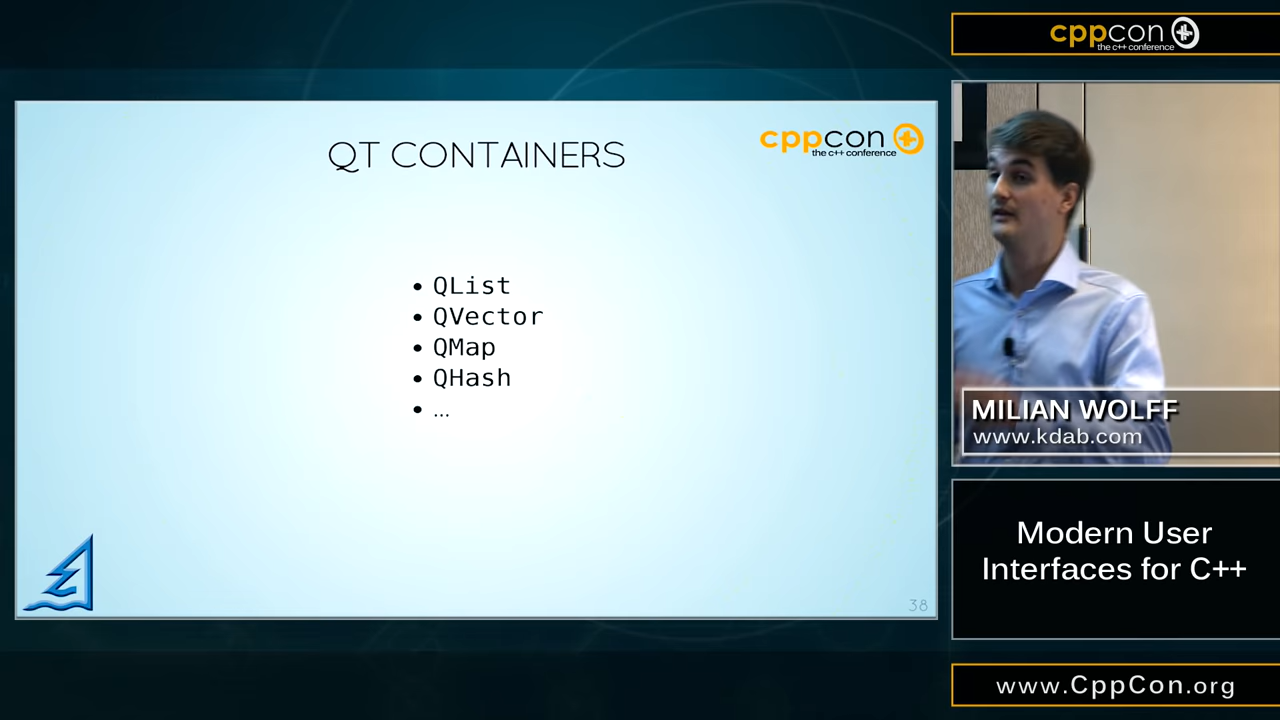 cppcon
the c++ conference
QT CONTAINERS
cppcon
the c++ conference
• QList
• QVector
• QMap
• QHash
• ...
38
MILIAN WOLFF
www.kdab.com
Modern User
Interfaces for C++
www.CppCon.org